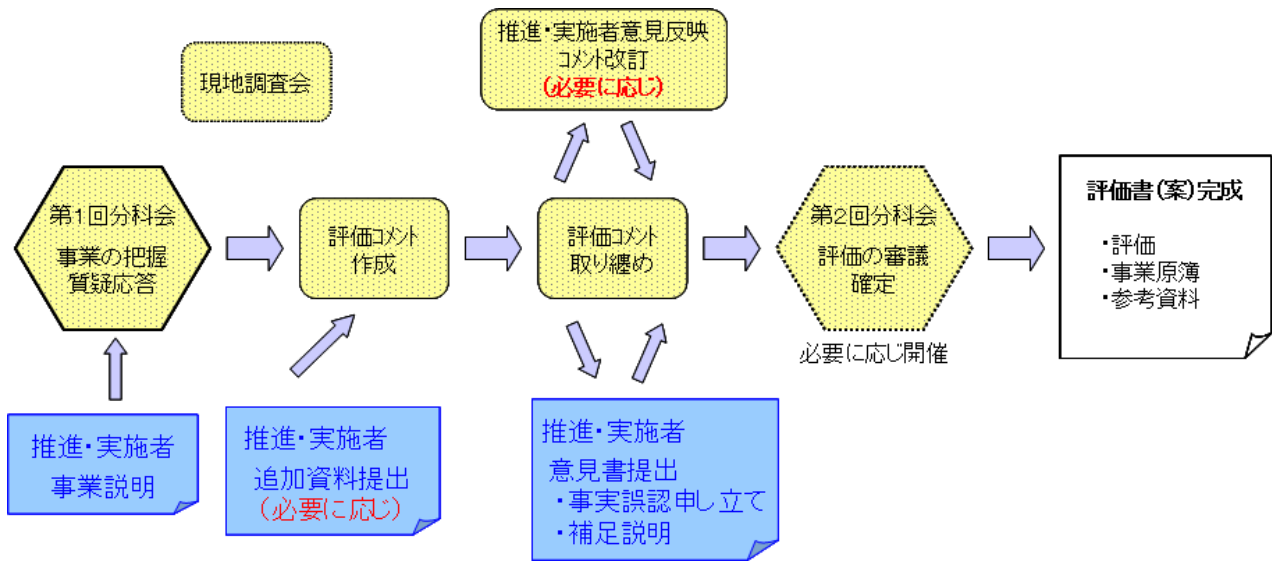 現地調査会
推進・実施者意見反映
コメント改訂
(必要に応じ)
第1回分科会
事業の把握
質疑応答
評価コメント
作成
評価コメント
取り纏め
第2回分科会
評価の審議
確定
必要に応じ開催
評価書(案)完成
・評価
・事業原簿
・参考資料
推進・実施者
事業説明
推進・実施者
追加資料提出
(必要に応じ)
推進・実施者
意見書提出
・事実誤認申し立て
・補足説明